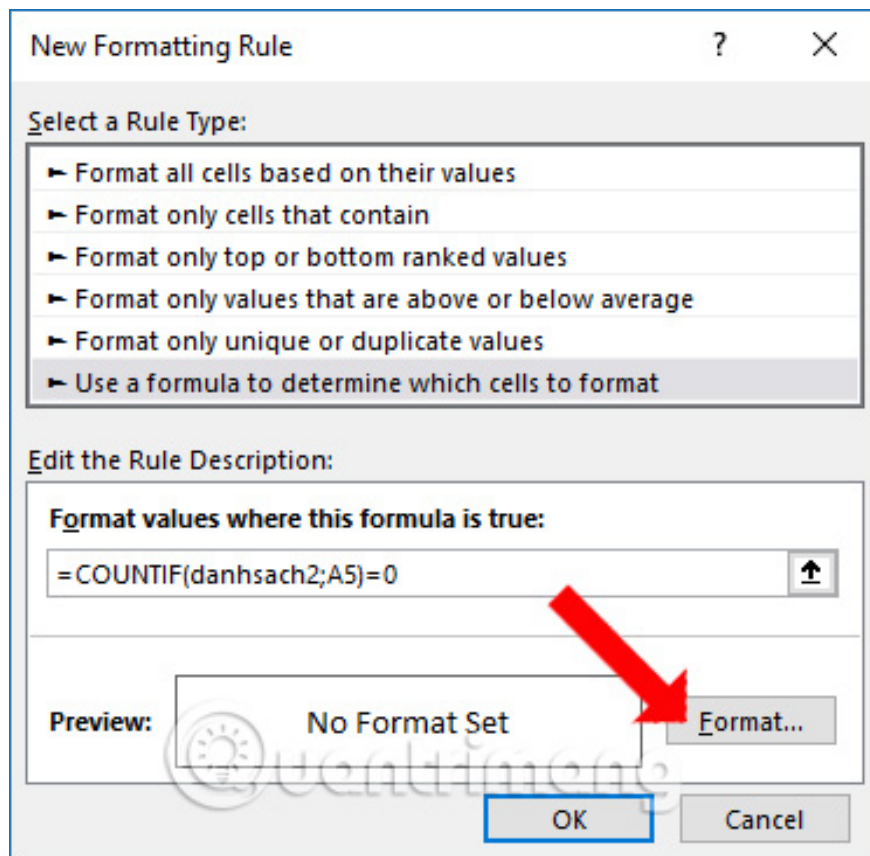 New Formatting Rule ? ×
Select a Rule Type:
► Format all cells based on their values
► Format only cells that contain
► Format only top or bottom ranked values
► Format only values that are above or below average
► Format only unique or duplicate values
► Use a formula to determine which cells to format
Edit the Rule Description:
Format values where this formula is true:
=COUNTIF(danhsach2;A5)=0
Preview: No Format Set Format...
Quantrimang
OK Cancel